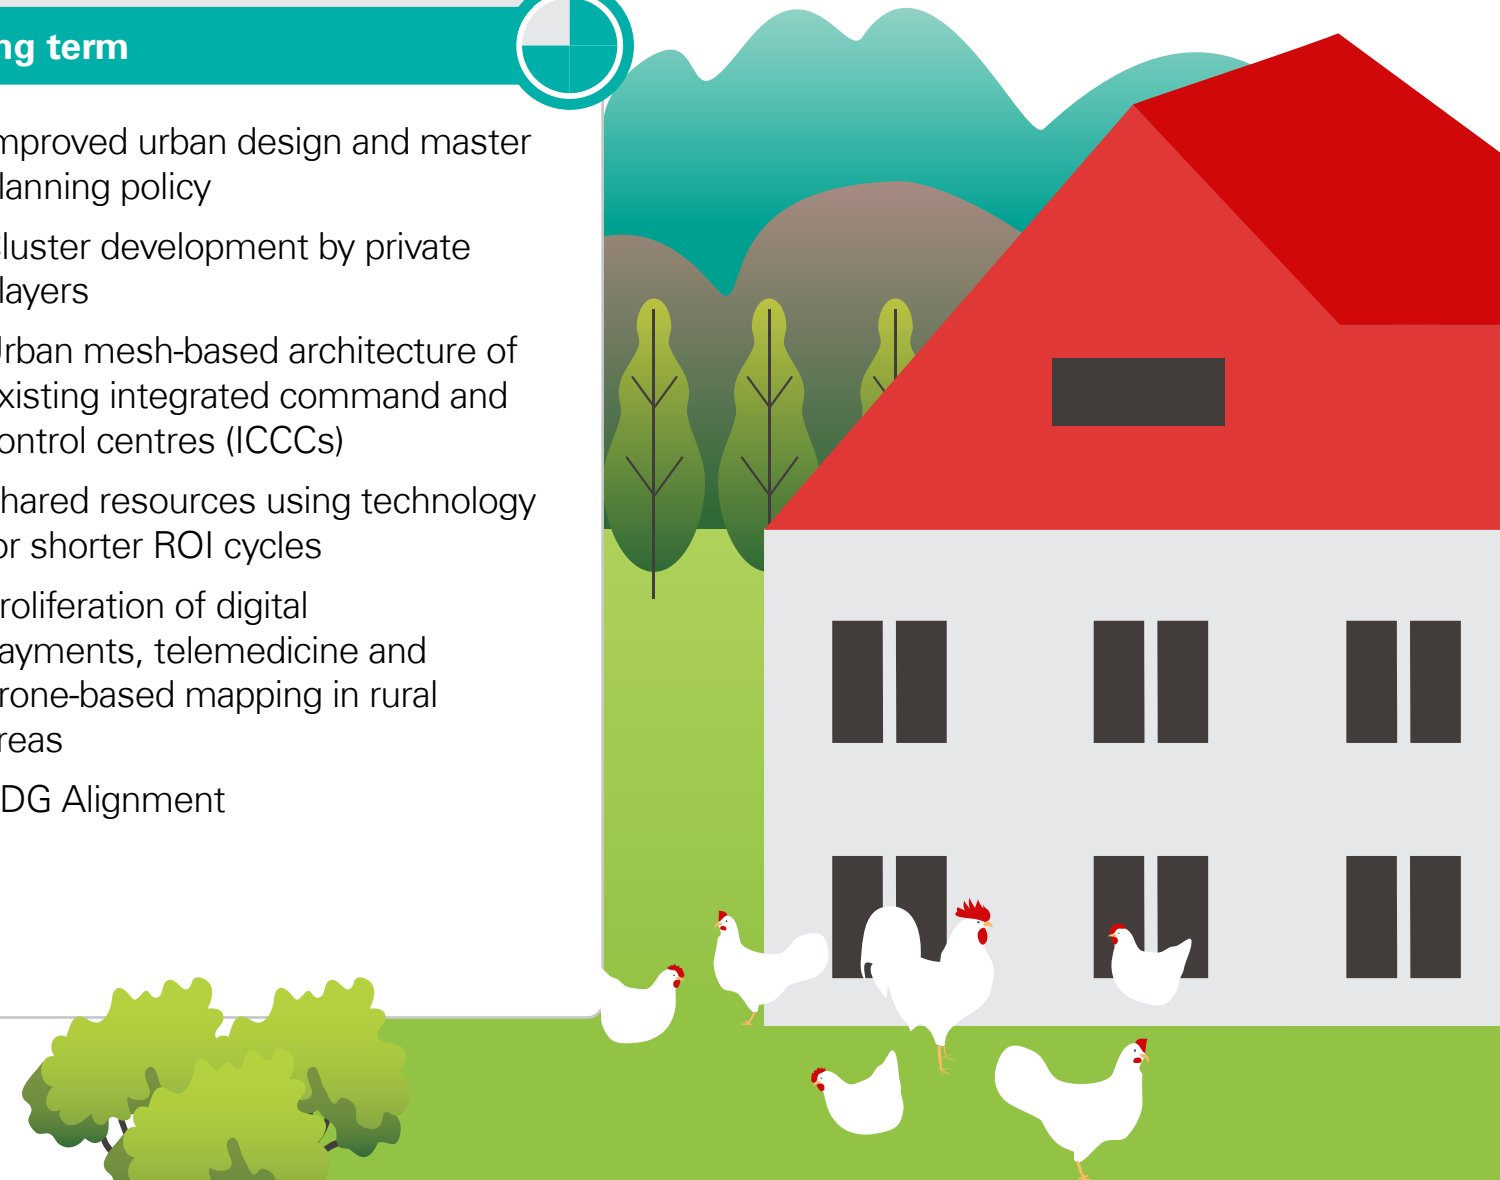 ng term
mproved urban design and master
lanning policy
luster development by private
layers
rban mesh-based architecture of
xisting integrated command and
ontrol centres (ICCCs)
hared resources using technology
or shorter ROI cycles
roliferation of digital
ayments, telemedicine and
rone-based mapping in rural
reas
DG Alignment